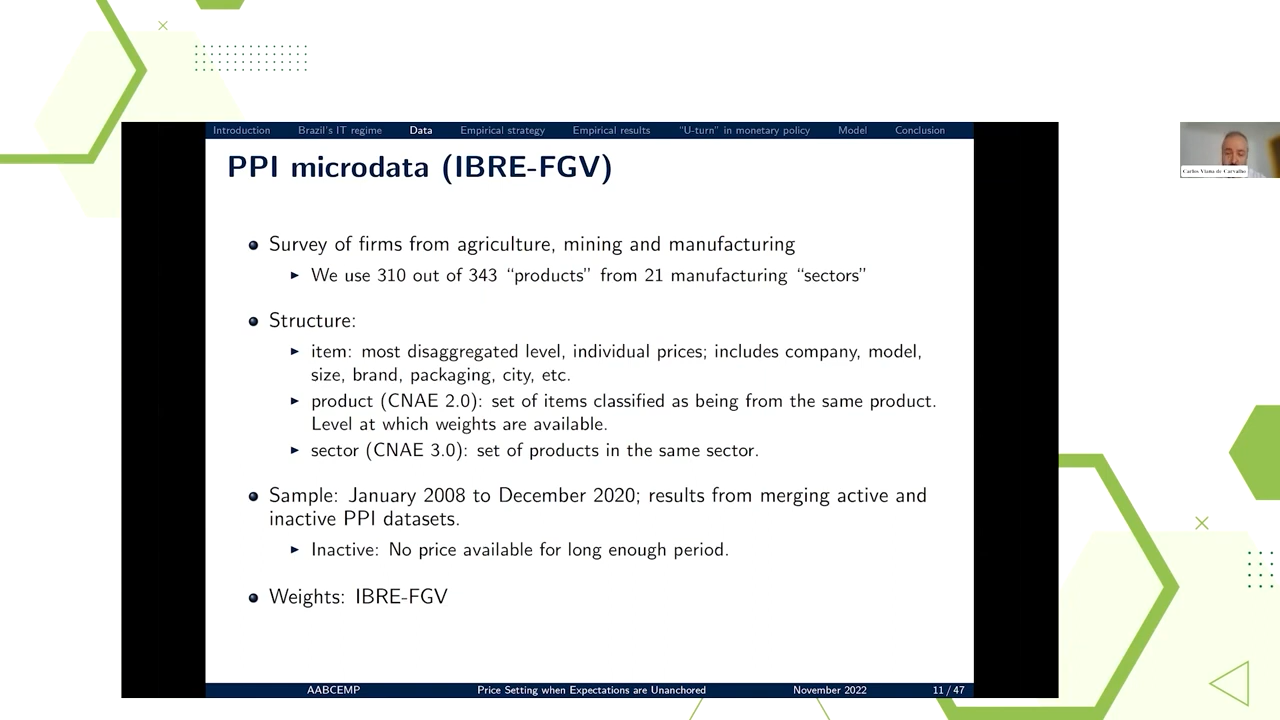 Introduction Brazil's IT regime Data Empirical strategy Empirical results "U-turn" in monetary policy Model Conclusion
PPI microdata (IBRE-FGV)
Survey of firms from agriculture, mining and manufacturing
We use 310 out of 343 “products” from 21 manufacturing “sectors”
Structure:
item: most disaggregated level, individual prices; includes company, model,
size, brand, packaging, city, etc.
product (CNAE 2.0): set of items classified as being from the same product.
Level at which weights are available.
sector (CNAE 3.0): set of products in the same sector.
Sample: January 2008 to December 2020; results from merging active and
inactive PPI datasets.
Inactive: No price available for long enough period.
Weights: IBRE-FGV
AABCEMP Price Setting when Expectations are Unanchored November 2022 11 / 47
Carlos Viana de Carvalho